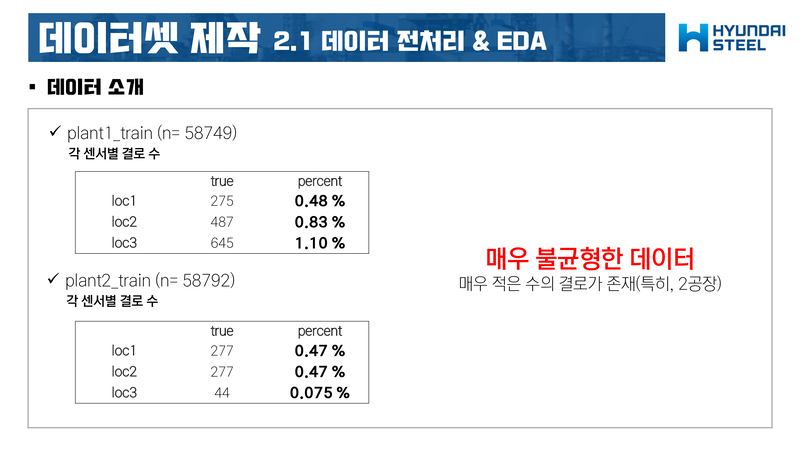 데이터셋 제작 2.1 데이터 전처리 & EDA
HYUNDAI
STEEL
▪ 데이터 소개
✓ plant1_train (n= 58749)
각 센서별 결로 수
true percent
loc1 275 0.48 %
loc2 487 0.83 %
loc3 645 1.10 %
매우 불균형한 데이터
매우 적은 수의 결로가 존재(특히, 2공장)
✓ plant2_train (n= 58792)
각 센서별 결로 수
true percent
loc1 277 0.47 %
loc2 277 0.47 %
loc3 44 0.075 %